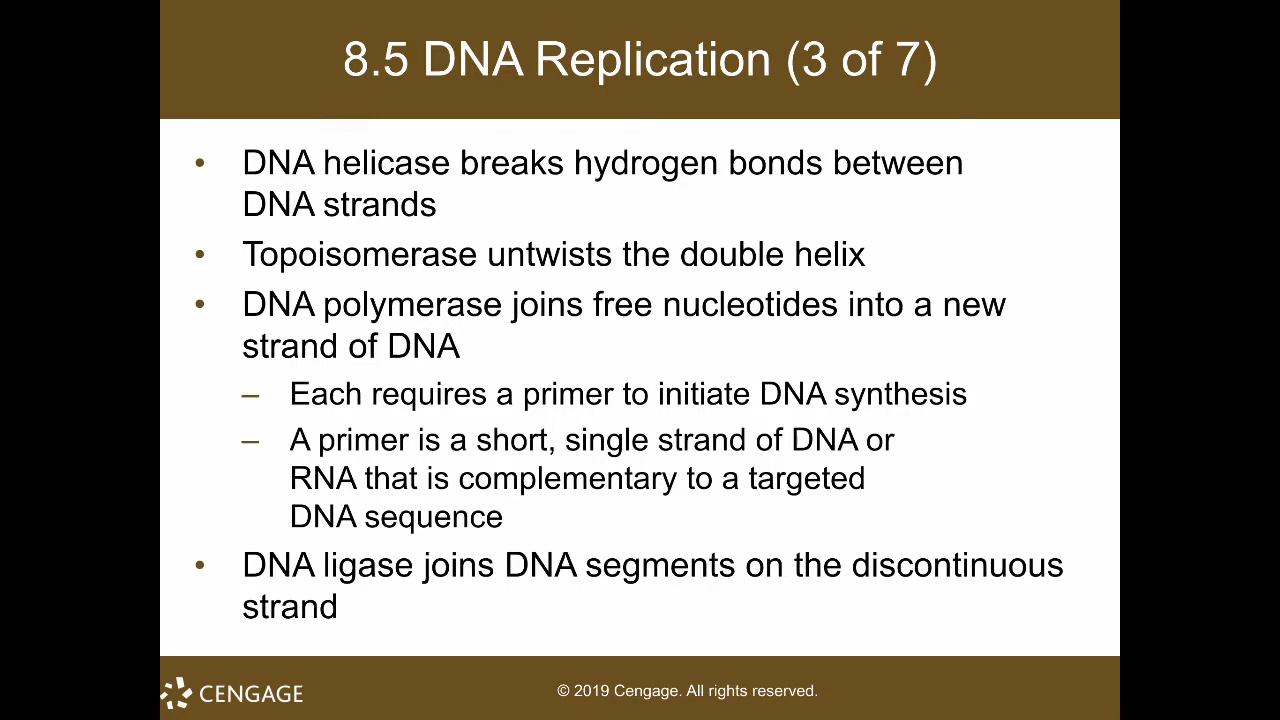 8.5 DNA Replication (3 of 7)
• DNA helicase breaks hydrogen bonds between
DNA strands
• Topoisomerase untwists the double helix
• DNA polymerase joins free nucleotides into a new
strand of DNA
– Each requires a primer to initiate DNA synthesis
– A primer is a short, single strand of DNA or
RNA that is complementary to a targeted
DNA sequence
• DNA ligase joins DNA segments on the discontinuous
strand
CENGAGE
© 2019 Cengage. All rights reserved.